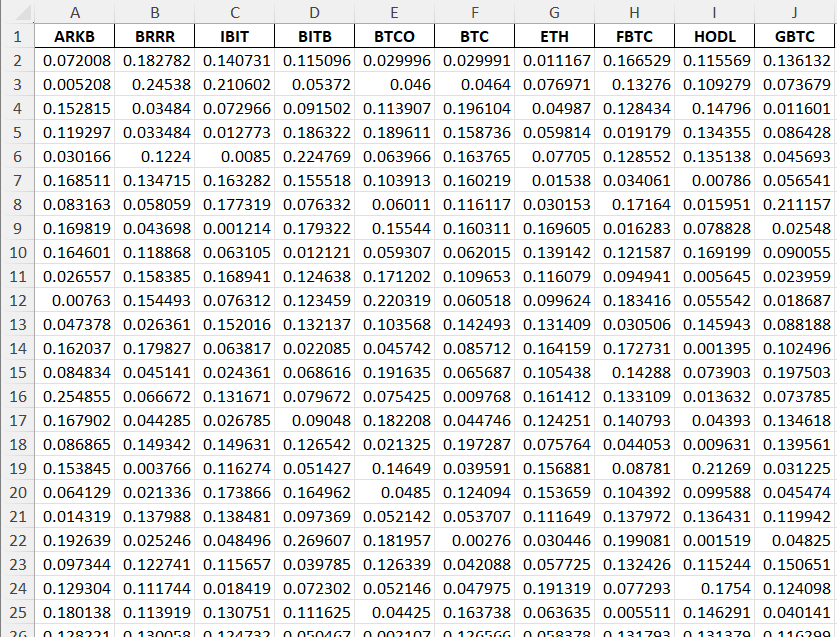 A B C D E F G H I J
1 ARKB BRRR IBIT BITB BTCO BTC ETH FBTC HODL GBTC
2 0.072008 0.182782 0.140731 0.115096 0.029996 0.029991 0.011167 0.166529 0.115569 0.136132
3 0.005208 0.24538 0.210602 0.05372 0.046 0.0464 0.076971 0.13276 0.109279 0.073679
4 0.152815 0.03484 0.072966 0.091502 0.113907 0.196104 0.04987 0.128434 0.14796 0.011601
5 0.119297 0.033484 0.012773 0.186322 0.189611 0.158736 0.059814 0.019179 0.134355 0.086428
6 0.030166 0.1224 0.0085 0.224769 0.063966 0.163765 0.07705 0.128552 0.135138 0.045693
7 0.168511 0.134715 0.163282 0.155518 0.103913 0.160219 0.01538 0.034061 0.00786 0.056541
8 0.083163 0.058059 0.177319 0.076332 0.06011 0.116117 0.030153 0.17164 0.015951 0.211157
9 0.169819 0.043698 0.001214 0.179322 0.15544 0.160311 0.169605 0.016283 0.078828 0.02548
10 0.164601 0.118868 0.063105 0.012121 0.059307 0.062015 0.139142 0.121587 0.169199 0.090055
11 0.026557 0.158385 0.168941 0.124638 0.171202 0.109653 0.116079 0.094941 0.005645 0.023959
12 0.00763 0.154493 0.076312 0.123459 0.220319 0.060518 0.099624 0.183416 0.055542 0.018687
13 0.047378 0.026361 0.152016 0.132137 0.103568 0.142493 0.131409 0.030506 0.145943 0.088188
14 0.162037 0.179827 0.063817 0.022085 0.045742 0.085712 0.164159 0.172731 0.001395 0.102496
15 0.084834 0.045141 0.024361 0.068616 0.191635 0.065687 0.105438 0.14288 0.073903 0.197503
16 0.254855 0.066672 0.131671 0.079672 0.075425 0.009768 0.161412 0.133109 0.013632 0.073785
17 0.167902 0.044285 0.026785 0.09048 0.182208 0.044746 0.124251 0.140793 0.04393 0.134618
18 0.086865 0.149342 0.149631 0.126542 0.021325 0.197287 0.075764 0.044053 0.009631 0.139561
19 0.153845 0.003766 0.116274 0.051427 0.14649 0.039591 0.156881 0.08781 0.21269 0.031225
20 0.064129 0.021336 0.173866 0.164962 0.0485 0.124094 0.153659 0.104392 0.099588 0.045474
21 0.014319 0.137988 0.138481 0.097369 0.052142 0.053707 0.111649 0.137972 0.136431 0.119942
22 0.192639 0.025246 0.048496 0.269607 0.181957 0.00276 0.030446 0.199081 0.001519 0.04825
23 0.097344 0.122741 0.115657 0.039785 0.126339 0.042088 0.057725 0.132426 0.115244 0.150651
24 0.129304 0.111744 0.018419 0.072302 0.052146 0.047975 0.191319 0.077293 0.1754 0.124098
25 0.180138 0.113919 0.130751 0.111625 0.04425 0.163738 0.063635 0.005511 0.146291 0.040141